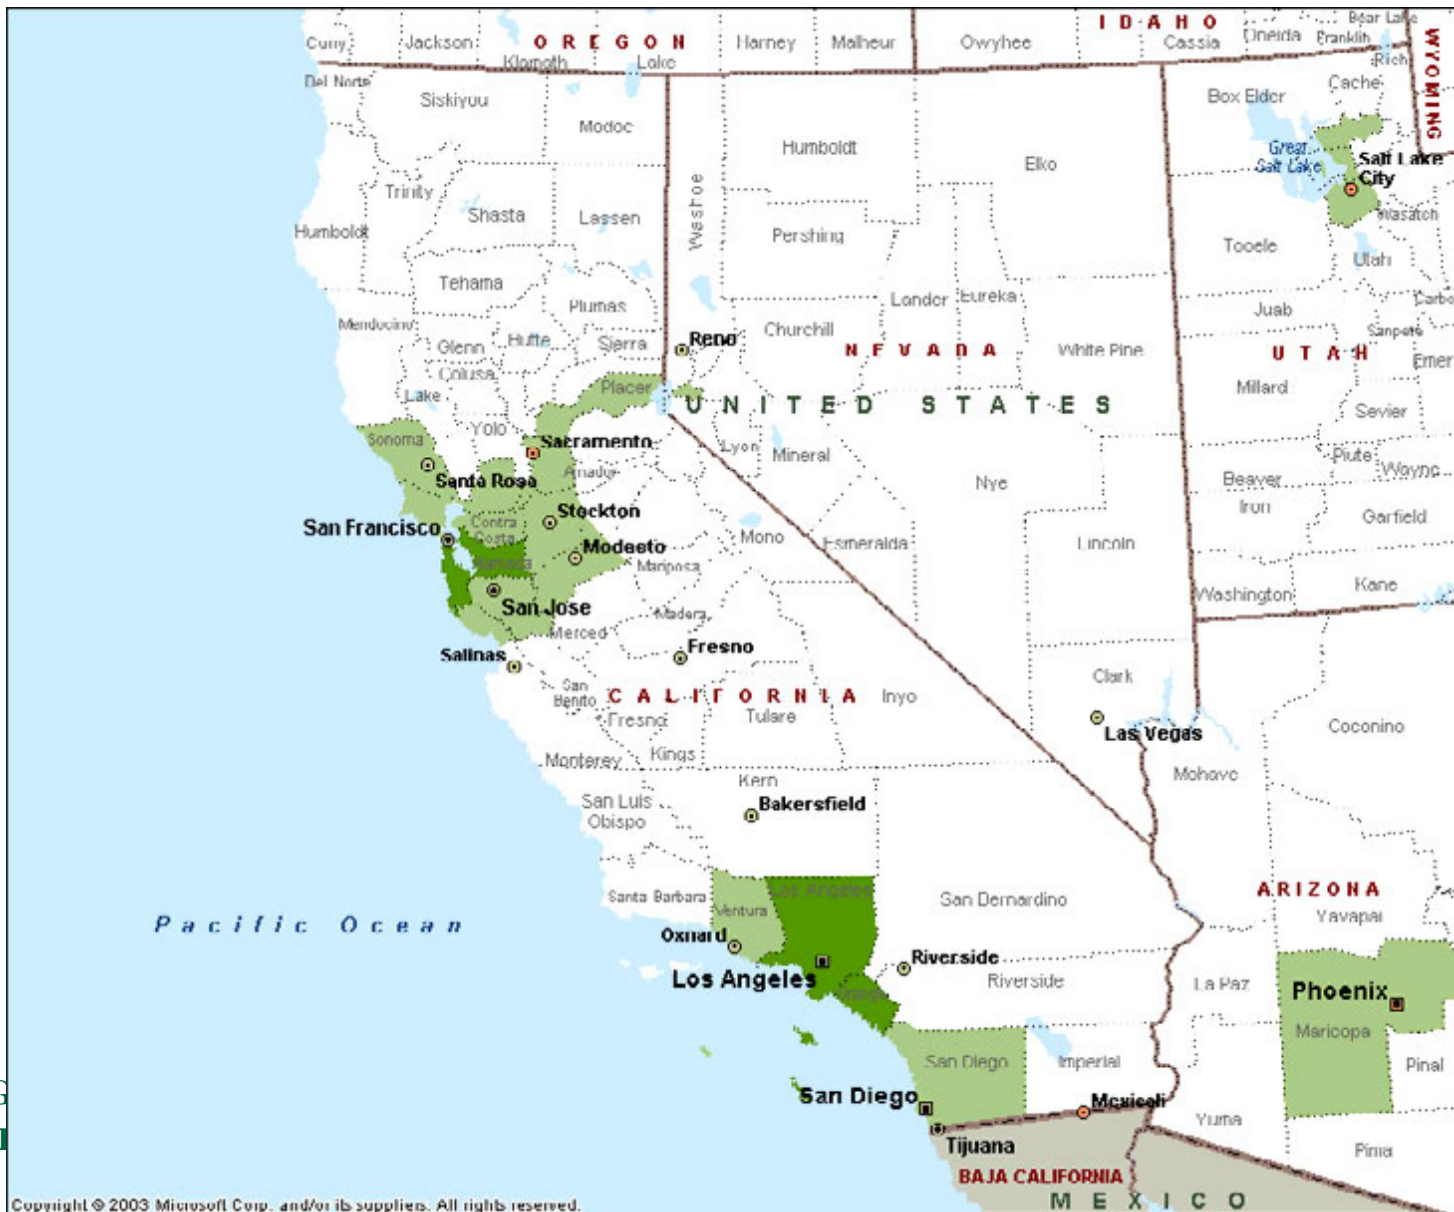 IDAHO
Bear Lake
Curry
Jackson
OREGON
Harney
Malheur
Owyhee
Cassia
Oneida
Franklin
Klamath
Lake
Rich
WYOMING
Del Norte
Siskiyou
Modoc
Box Elder
Cache
Humboldt
Elko
Great
Salt Lake
Salt Lake
City
Trinity
Washoe
Shasta
Lassen
Wasatch
Humboldt
Pershing
Tooele
Utah
Tehama
Plumas
Lander
Eureka
Juab
Carbo
Mendocino
Churchill
Sanpete
Glenn
Hutte
Sierra
Reno
NEVADA
White Pine
UTAH
Emer
Colusa
Lake
Placer
Millard
UNITED STATES
Sevier
Yolo
Sonoma
Sacramento
Lyon
Mineral
Piute
Wayne
Santa Rosa
Amador
Nye
Beaver
Iron
Stockton
San Francisco
Contra
Costa
Garfield
Mono
Esmeralda
Lincoln
Modesto
Alameda
Mariposa
Kane
Washington
San Jose
Madera
Merced
Salinas
Fresno
Clark
San
Benito
CALIFORNIA
Inyo
Fresno
Tulare
Las Vegas
Coconino
Monterey
Kings
Mohave
Kern
San Luis
Obispo
Bakersfield
Los Angeles
ARIZONA
Santa Barbara
Ventura
San Bernardino
Yavapai
Pacific Ocean
Oxnard
Riverside
Los Angeles
Riverside
La Paz
Phoenix
Orange
Maricopa
San Diego
Imperial
Pinal
San Diego
Mexicali
Yuma
Tijuana
Pima
BAJA CALIFORNIA
MEXICO
Copyright © 2003 Microsoft Corp. and/or its suppliers. All rights reserved.